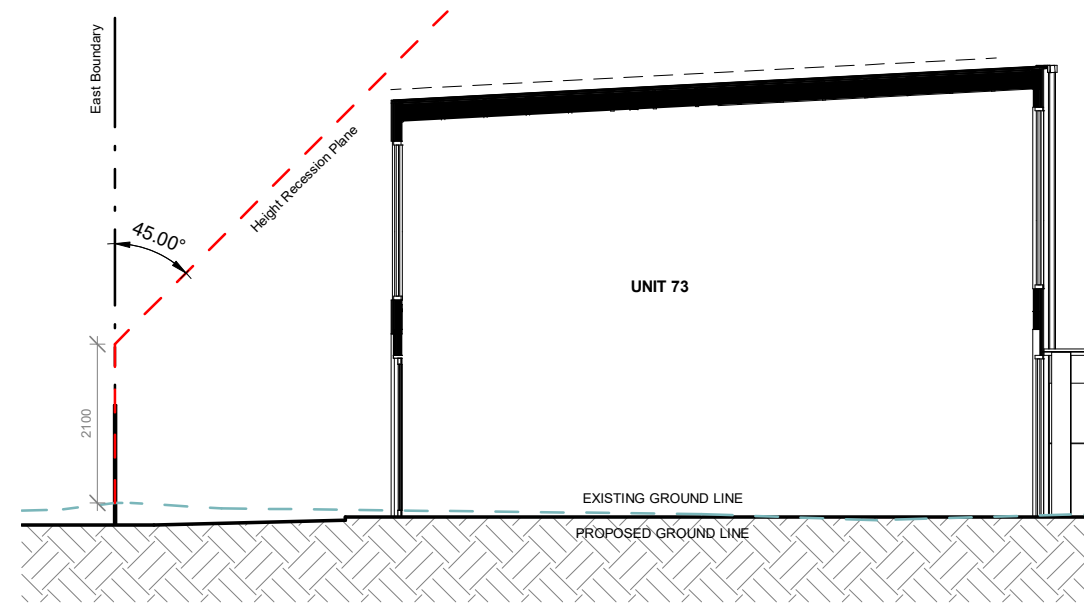 East Boundary
Height Recession Plane
45.00°
UNIT 73
2100
EXISTING GROUND LINE
PROPOSED GROUND LINE